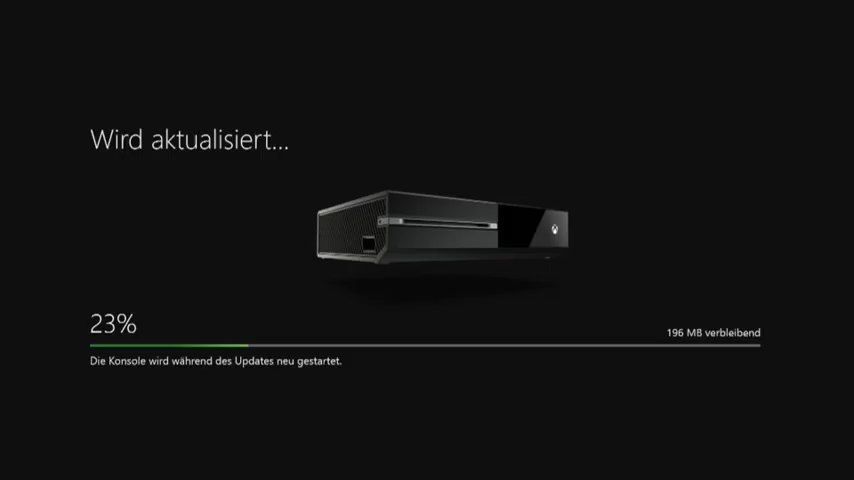 Wird aktualisiert...
23%
196 MB verbleibend
Die Konsole wird während des Updates neu gestartet.